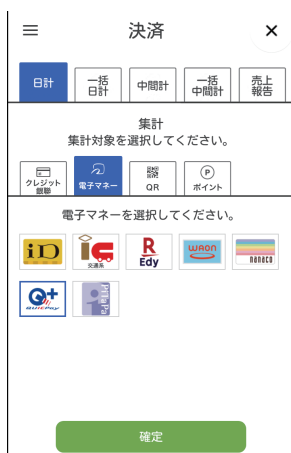 決済
日計
一括
日計
中間計
一括
中間計
売上
報告
集計
集計対象を選択してください。
クレジット
銀聯
電子マネー
QR
P
ポイント
電子マネーを選択してください。
iD
IC
交通系
R
Edy
WAON
nanaco
Q+
QUICPay
PiTaPa
確定